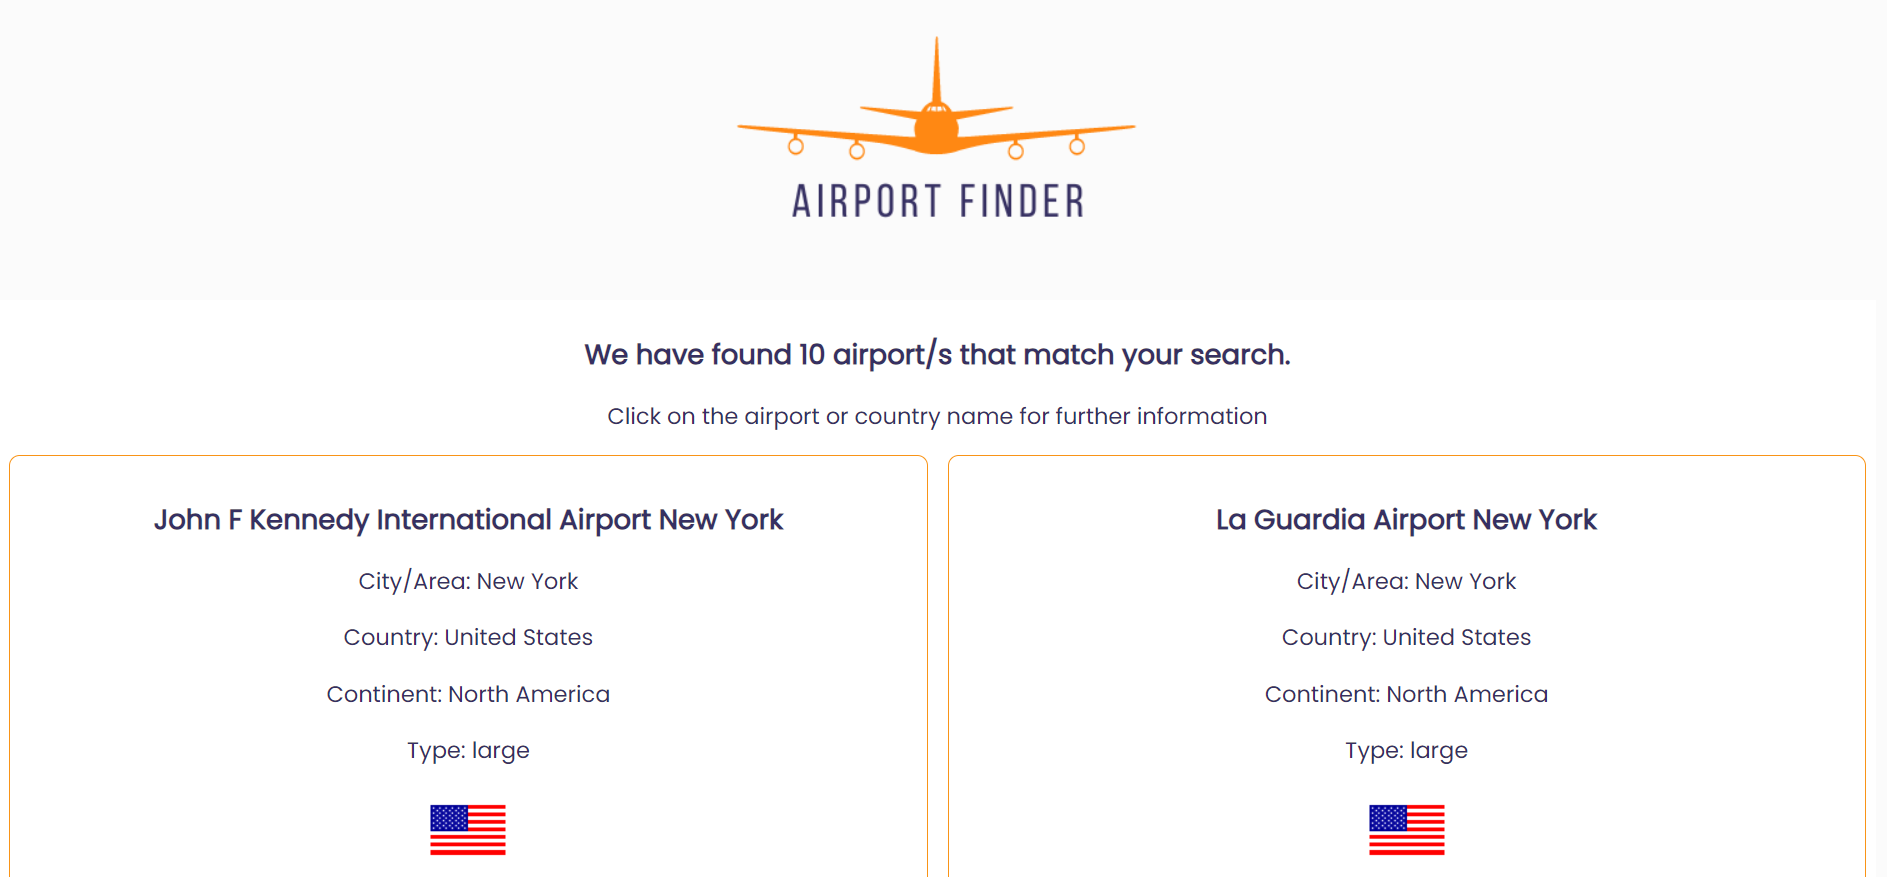 AIRPORT FINDER
We have found 10 airport/s that match your search.
Click on the airport or country name for further information
John F Kennedy International Airport New York
City/Area: New York
Country: United States
Continent: North America
Type: large
La Guardia Airport New York
City/Area: New York
Country: United States
Continent: North America
Type: large